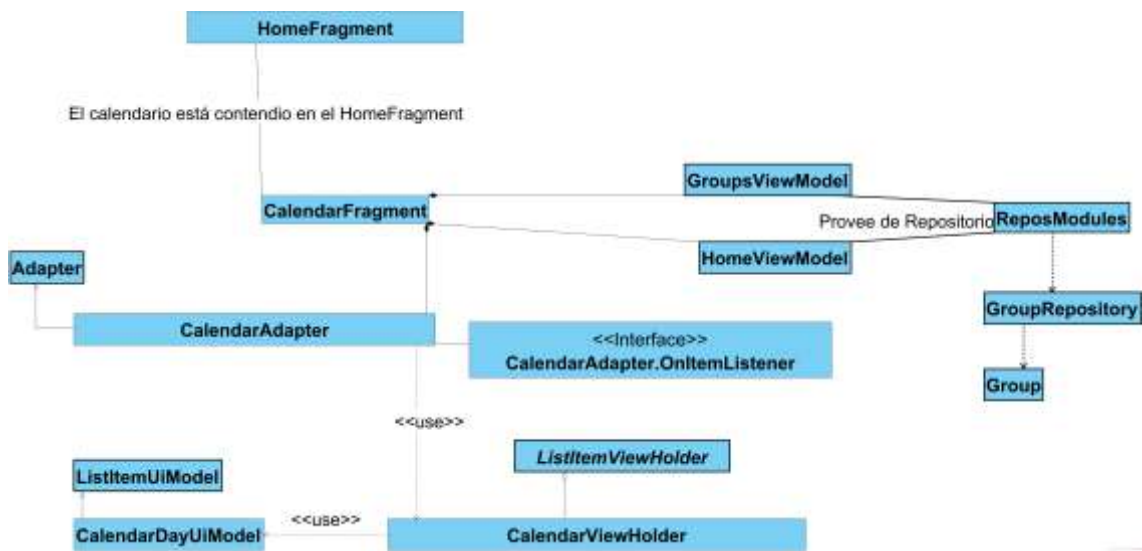 HomeFragment
El calendario está contendio en el HomeFragment
GroupsViewModel
CalendarFragment
Provee de Repositorio
ReposModules
HomeViewModel
Adapter
GroupRepository
CalendarAdapter
<<Interface>>
CalendarAdapter.OnItemListener
Group
<<use>>
ListItemViewHolder
ListItemUiModel
<<use>>
CalendarDayUiModel
CalendarViewHolder